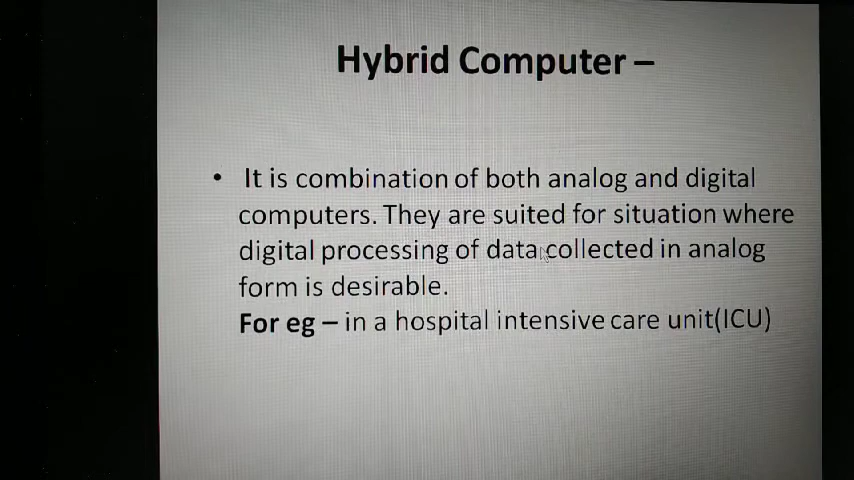 Hybrid Computer –
• It is combination of both analog and digital
computers. They are suited for situation where
digital processing of data collected in analog
form is desirable.
For eg – in a hospital intensive care unit(ICU)